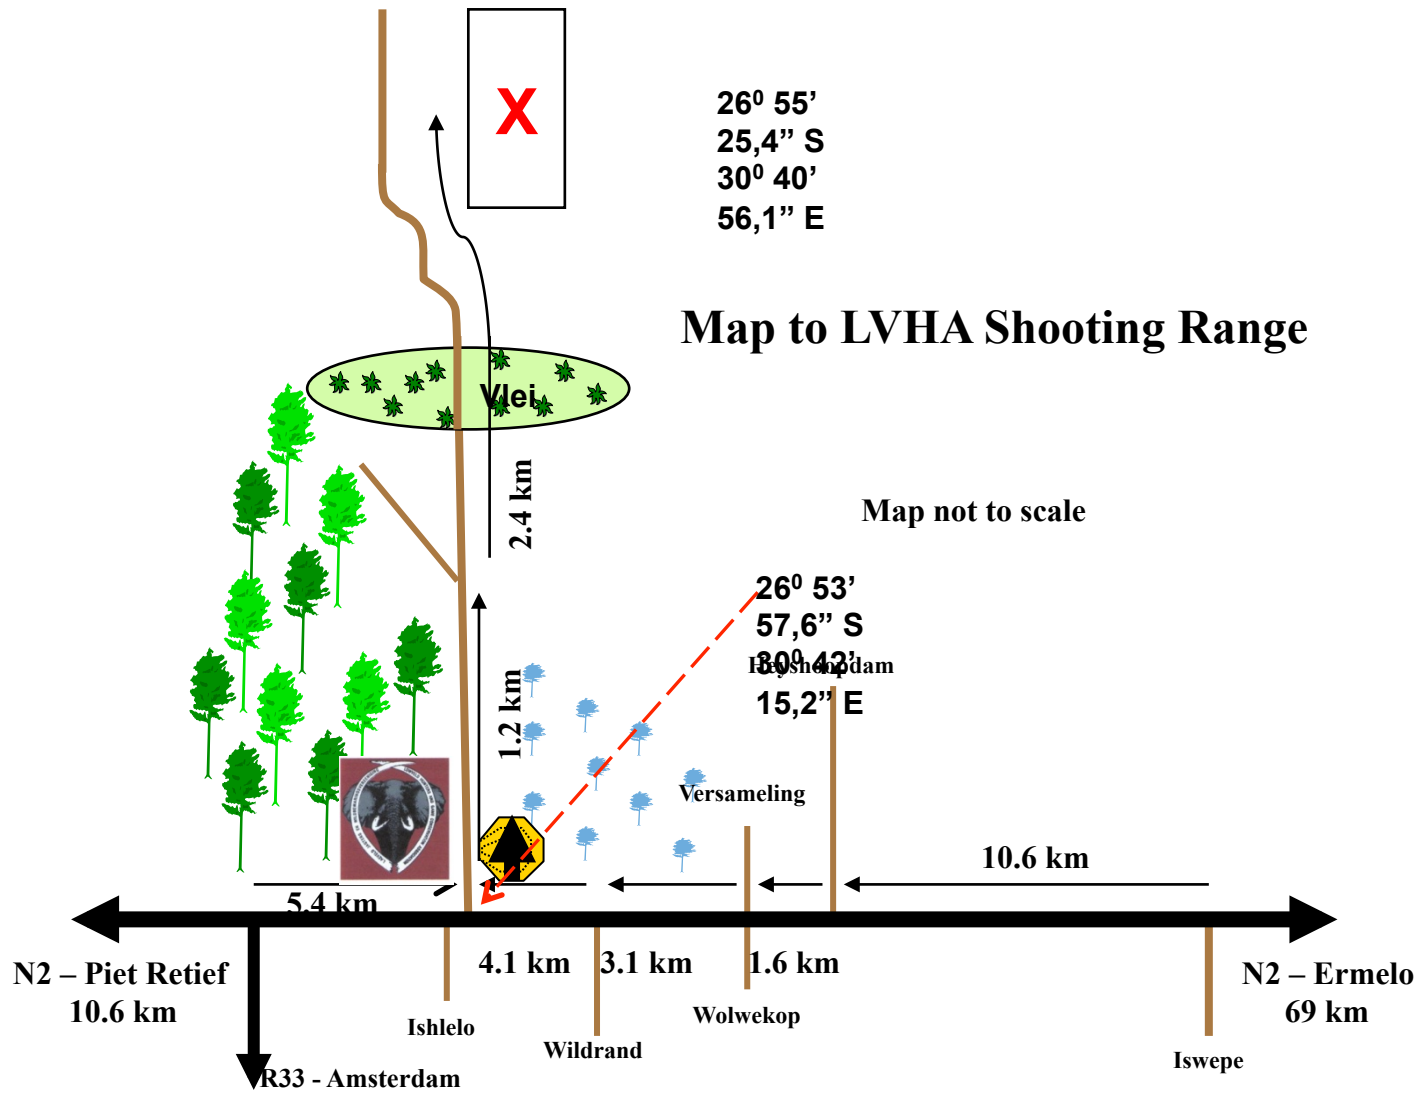 X
26⁰ 55’
25,4” S
30⁰ 40’
56,1” E
Map to LVHA Shooting Range
Vlei
2.4 km
Map not to scale
26⁰ 53’
57,6” S
30⁰ 42’
15,2” E
Heyshoopdam
1.2 km
Versameling
10.6 km
5.4 km
4.1 km
3.1 km
1.6 km
N2 – Piet Retief
10.6 km
N2 – Ermelo
69 km
Ishlelo
Wildrand
Wolwekop
Iswepe
R33 - Amsterdam